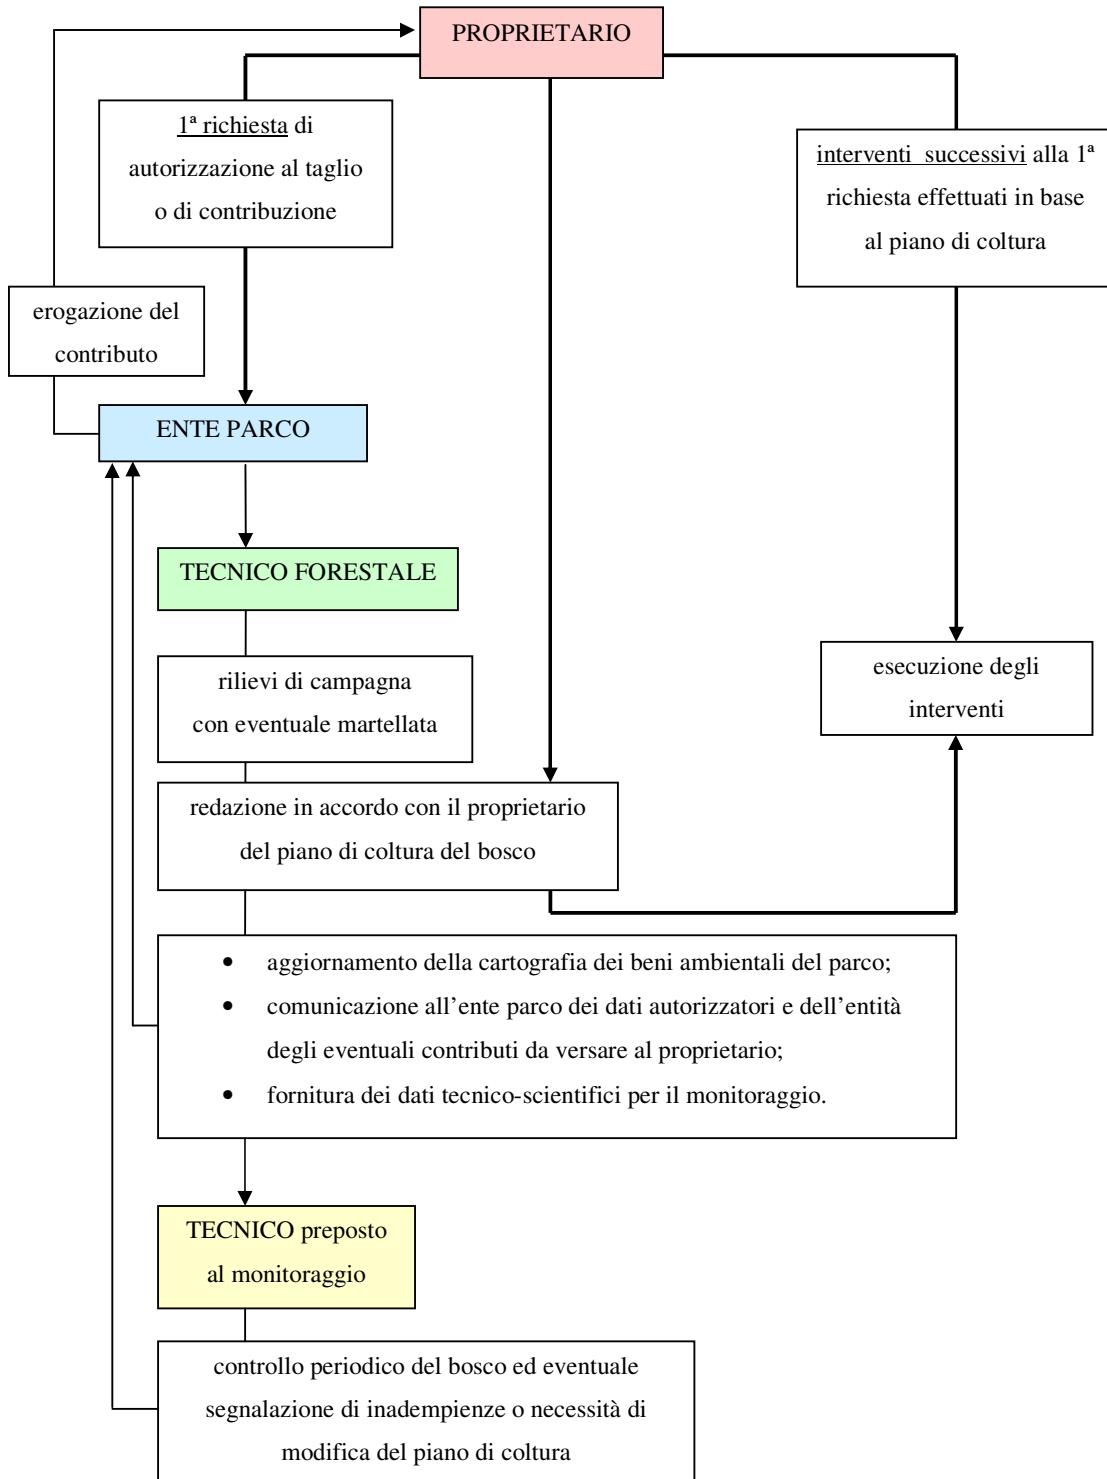 PROPRIETARIO
1ª richiesta di
autorizzazione al taglio
o di contribuzione
interventi successivi alla 1ª
richiesta effettuati in base
al piano di coltura
erogazione del
contributo
ENTE PARCO
TECNICO FORESTALE
rilievi di campagna
con eventuale martellata
esecuzione degli
interventi
redazione in accordo con il proprietario
del piano di coltura del bosco
• aggiornamento della cartografia dei beni ambientali del parco;
• comunicazione all’ente parco dei dati autorizzatori e dell’entità
degli eventuali contributi da versare al proprietario;
• fornitura dei dati tecnico-scientifici per il monitoraggio.
TECNICO preposto
al monitoraggio
controllo periodico del bosco ed eventuale
segnalazione di inadempienze o necessità di
modifica del piano di coltura